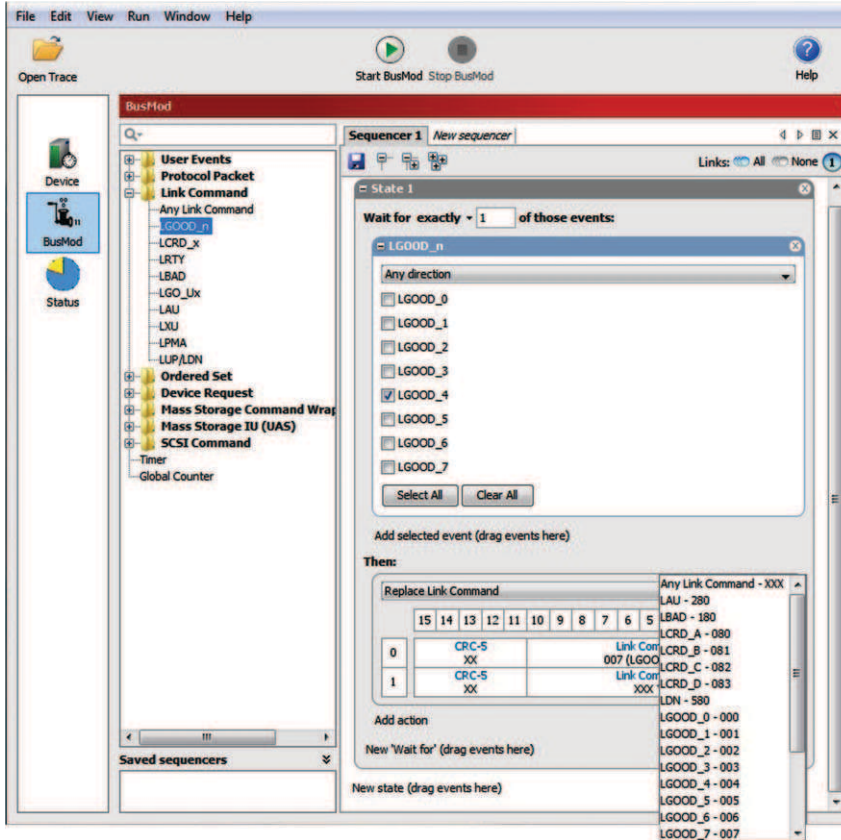 File Edit View Run Window Help
Open Trace
Start BusMod Stop BusMod
Help
BusMod
Device
BusMod
Status
User Events
Protocol Packet
Link Command
Any Link Command
LGOOD_n
LCRD_x
LRTY
LBAD
LGO_Ux
LAU
LXU
LPMA
LUP/LDN
Ordered Set
Device Request
Mass Storage Command Wrap
Mass Storage IU (UAS)
SCSI Command
Timer
Global Counter
Saved sequencers
Sequencer 1 New sequencer
Links: All None 1
State 1
Wait for exactly 1 of those events:
LGOOD_n
Any direction
LGOOD_0
LGOOD_1
LGOOD_2
LGOOD_3
LGOOD_4
LGOOD_5
LGOOD_6
LGOOD_7
Select All Clear All
Add selected event (drag events here)
Then:
Replace Link Command
15 14 13 12 11 10 9 8 7 6 5
0 CRC-5 Link Com
XX 007 (LGOO
1 CRC-5 Link Com
XX XXX
Add action
New 'Wait for' (drag events here)
New state (drag events here)
Any Link Command - XXX
LAU - 280
LBAD - 180
LCRD_A - 080
LCRD_B - 081
LCRD_C - 082
LCRD_D - 083
LDN - 580
LGOOD_0 - 000
LGOOD_1 - 001
LGOOD_2 - 002
LGOOD_3 - 003
LGOOD_4 - 004
LGOOD_5 - 005
LGOOD_6 - 006
LGOOD_7 - 007